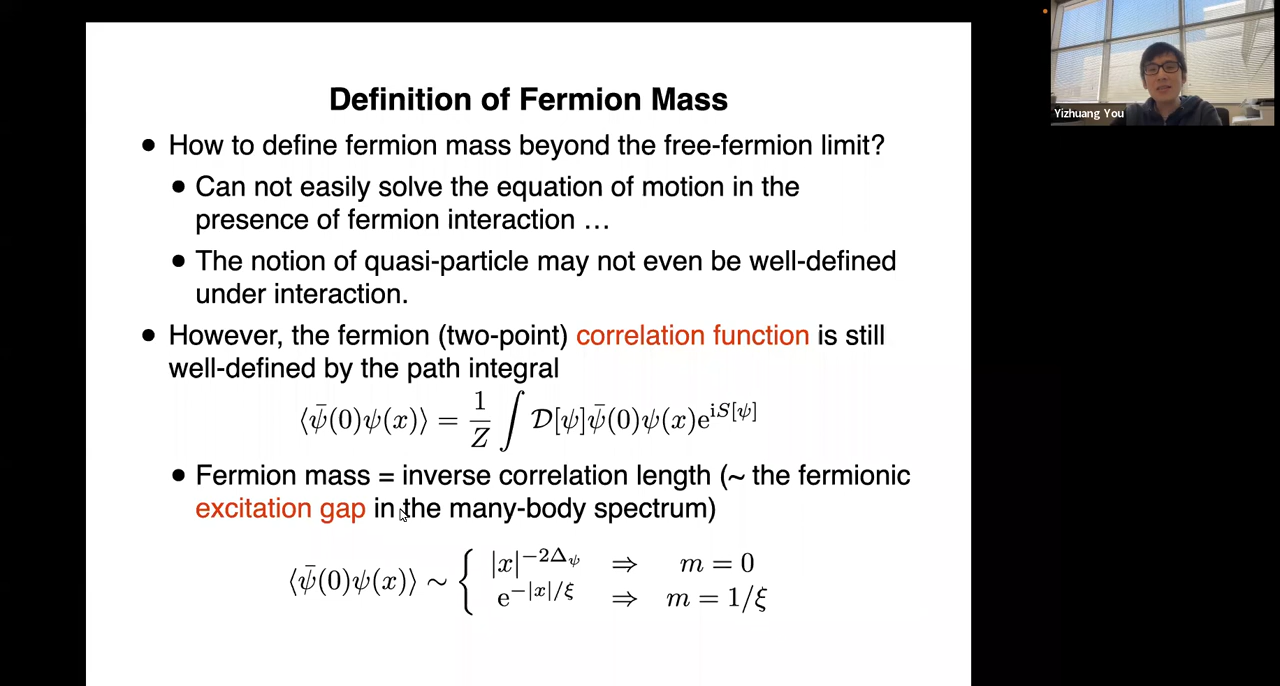 Definition of Fermion Mass
● How to define fermion mass beyond the free-fermion limit?
● Can not easily solve the equation of motion in the
presence of fermion interaction …
● The notion of quasi-particle may not even be well-defined
under interaction.
● However, the fermion (two-point) correlation function is still
well-defined by the path integral
⟨ψ̄(0)ψ(x)⟩ = 1/Z ∫ 𝒟[ψ]ψ̄(0)ψ(x)e^{iS[ψ]}
● Fermion mass = inverse correlation length (~ the fermionic
excitation gap in the many-body spectrum)
⟨ψ̄(0)ψ(x)⟩ ∼ { |x|^{−2Δ_ψ} ⇒ m = 0
e^{−|x|/ξ} ⇒ m = 1/ξ
Yizhuang You